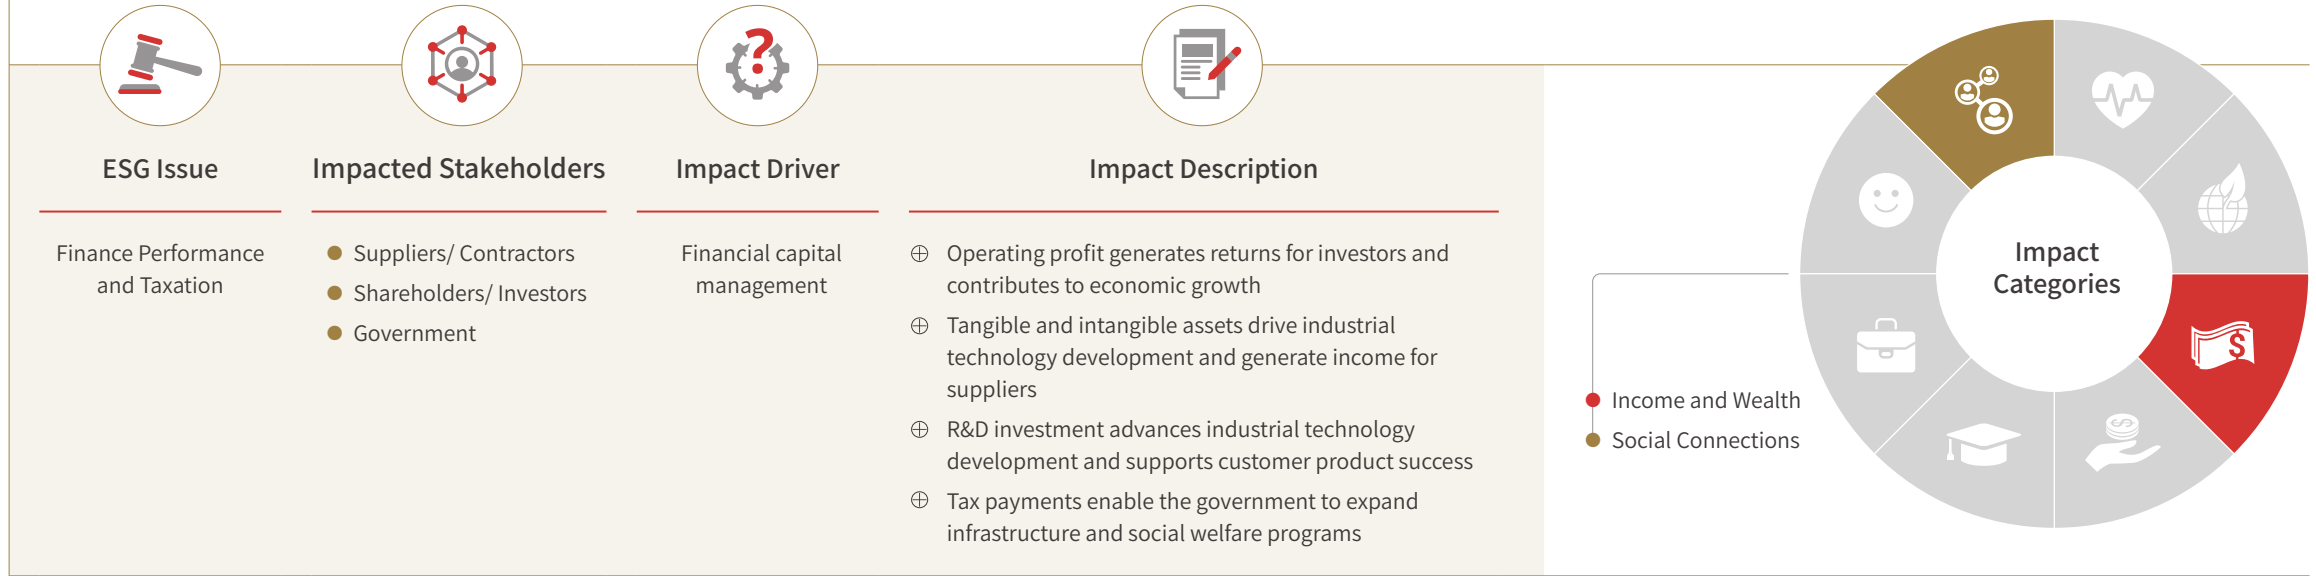 ESG Issue
Finance Performance
and Taxation
Impacted Stakeholders
Suppliers/ Contractors
Shareholders/ Investors
Government
Impact Driver
Financial capital
management
Impact Description
Operating profit generates returns for investors and
contributes to economic growth
Tangible and intangible assets drive industrial
technology development and generate income for
suppliers
R&D investment advances industrial technology
development and supports customer product success
Tax payments enable the government to expand
infrastructure and social welfare programs
Income and Wealth
Social Connections
Impact
Categories